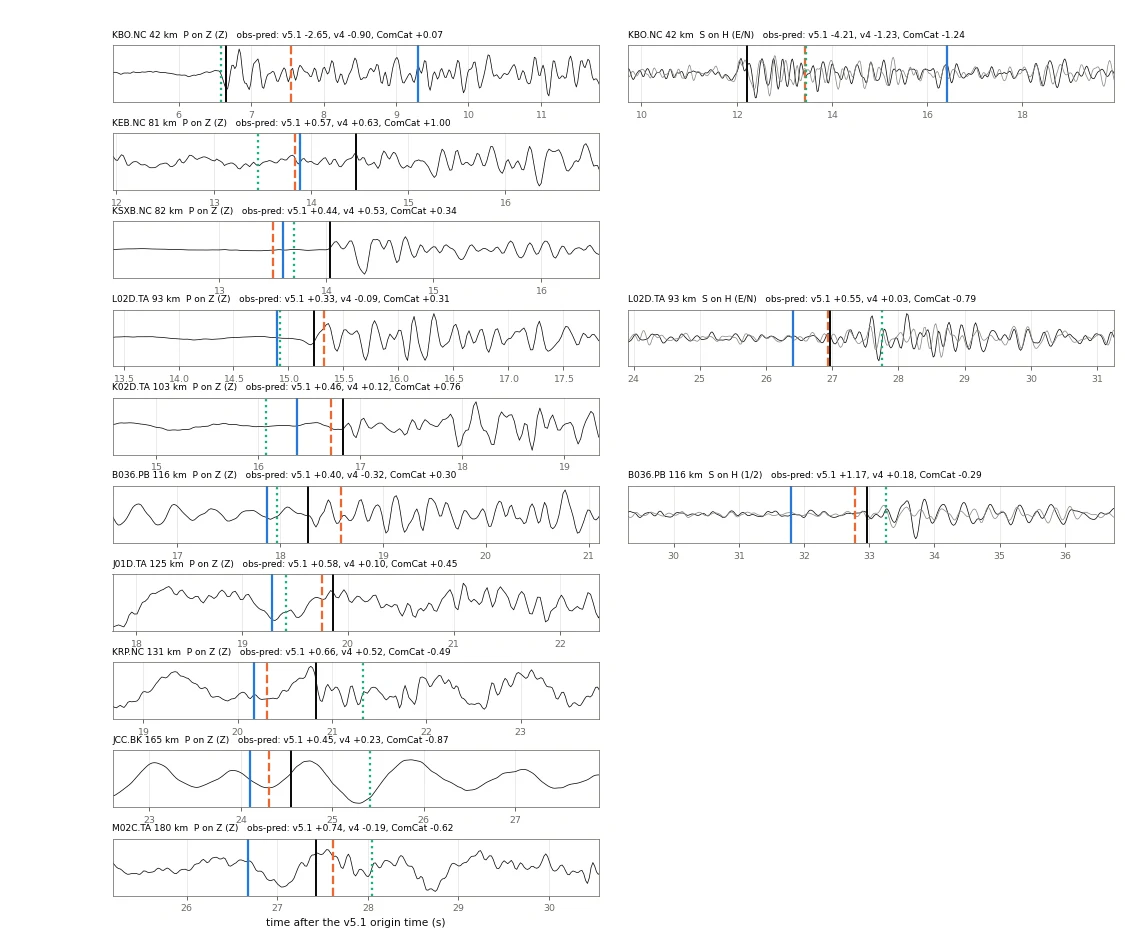 KBO.NC 42 km P on Z (Z) obs-pred: v5.1 -2.65, v4 -0.90, ComCat +0.07
KBO.NC 42 km S on H (E/N) obs-pred: v5.1 -4.21, v4 -1.23, ComCat -1.24
6 7 8 9 10 11
10 12 14 16 18
KEB.NC 81 km P on Z (Z) obs-pred: v5.1 +0.57, v4 +0.63, ComCat +1.00
12 13 14 15 16
KSXB.NC 82 km P on Z (Z) obs-pred: v5.1 +0.44, v4 +0.53, ComCat +0.34
13 14 15 16
L02D.TA 93 km P on Z (Z) obs-pred: v5.1 +0.33, v4 -0.09, ComCat +0.31
L02D.TA 93 km S on H (E/N) obs-pred: v5.1 +0.55, v4 +0.03, ComCat -0.79
13.5 14.0 14.5 15.0 15.5 16.0 16.5 17.0 17.5
24 25 26 27 28 29 30 31
K02D.TA 103 km P on Z (Z) obs-pred: v5.1 +0.46, v4 +0.12, ComCat +0.76
15 16 17 18 19
B036.PB 116 km P on Z (Z) obs-pred: v5.1 +0.40, v4 -0.32, ComCat +0.30
B036.PB 116 km S on H (1/2) obs-pred: v5.1 +1.17, v4 +0.18, ComCat -0.29
17 18 19 20 21
30 31 32 33 34 35 36
J01D.TA 125 km P on Z (Z) obs-pred: v5.1 +0.58, v4 +0.10, ComCat +0.45
18 19 20 21 22
KRP.NC 131 km P on Z (Z) obs-pred: v5.1 +0.66, v4 +0.52, ComCat -0.49
19 20 21 22 23
JCC.BK 165 km P on Z (Z) obs-pred: v5.1 +0.45, v4 +0.23, ComCat -0.87
23 24 25 26 27
M02C.TA 180 km P on Z (Z) obs-pred: v5.1 +0.74, v4 -0.19, ComCat -0.62
26 27 28 29 30
time after the v5.1 origin time (s)